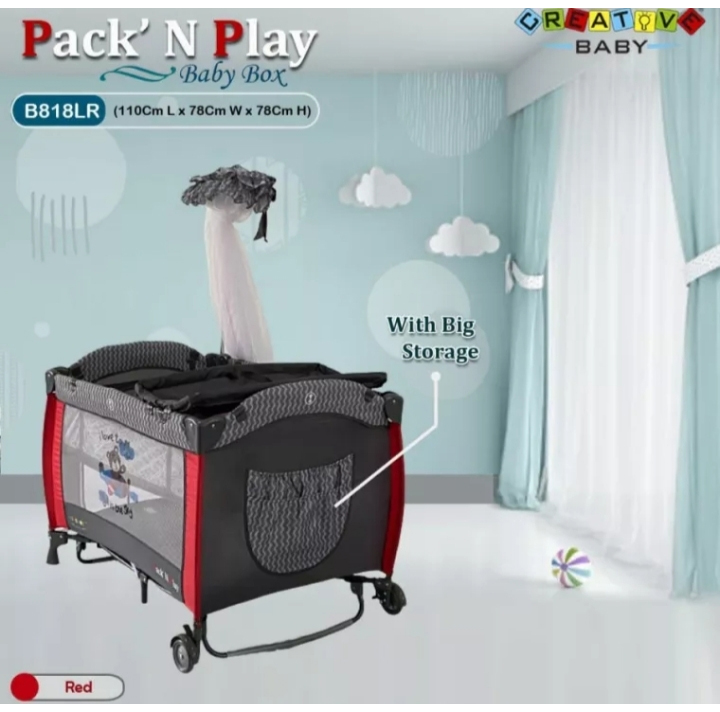 Pack' N Play
Baby Box
B818LR (110Cm L x 78Cm W x 78Cm H)
CREATIVE
BABY
With Big
Storage
Red